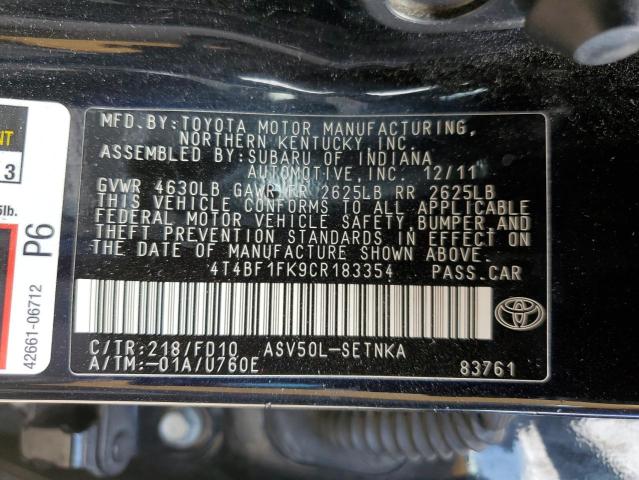 MFD.BY:TOYOTA MOTOR MANUFACTURING,
NORTHERN KENTUCKY, INC.
ASSEMBLED BY:SUBARU OF INDIANA
AUTOMOTIVE,INC. 12/11
GVWR 4630LB GAWR FR 2625LB RR 2625LB
THIS VEHICLE CONFORMS TO ALL APPLICABLE
FEDERAL MOTOR VEHICLE SAFETY,BUMPER,AND
THEFT PREVENTION STANDARDS IN EFFECT ON
THE DATE OF MANUFACTURE SHOWN ABOVE.
4T4BF1FK9CR183354 PASS.CAR
C/TR:218/FD10 ASV50L-SETNKA
A/TM:-01A/U760E 83761
3
lb.
P6
42661-06712